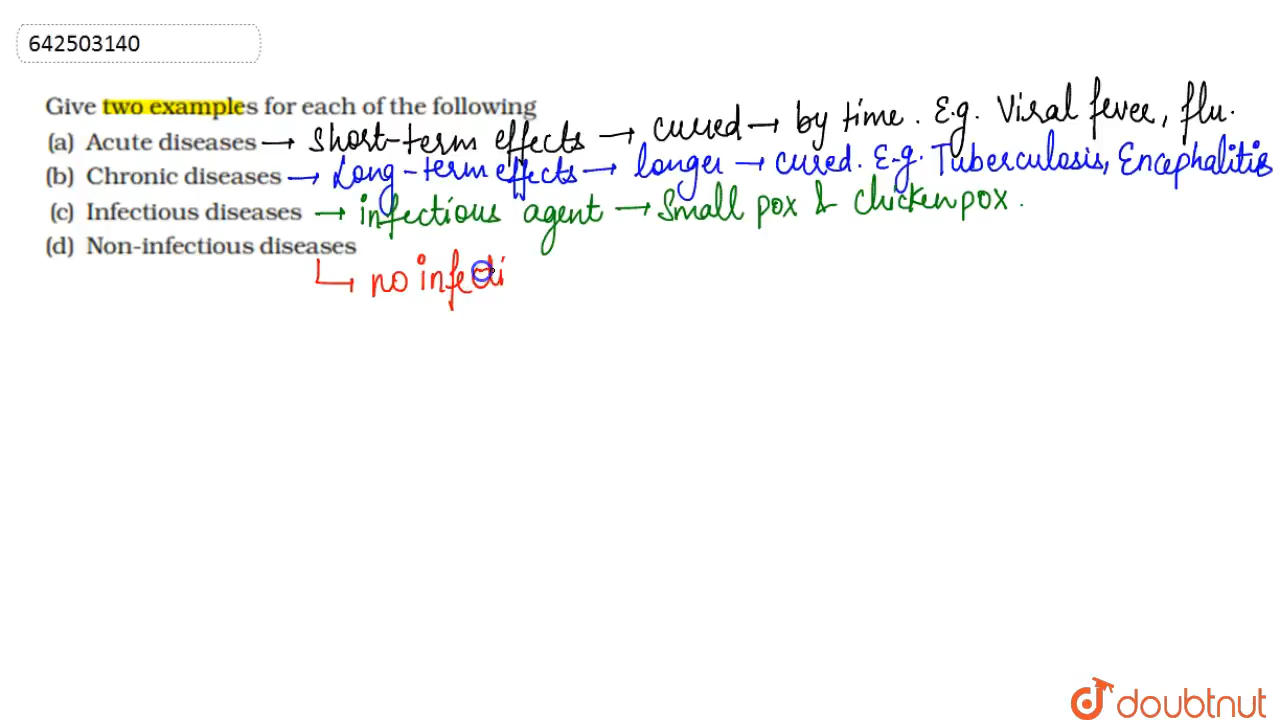 642503140
Give two examples for each of the following
(a) Acute diseases → Short-term effects → cured → by time. E.g. Viral fever, flu.
(b) Chronic diseases → Long-term effects → longer → cured. E.g. Tuberculosis, Encephalitis
(c) Infectious diseases → infectious agent → Small pox & chickenpox.
(d) Non-infectious diseases
↳ no infecti
doubtnut